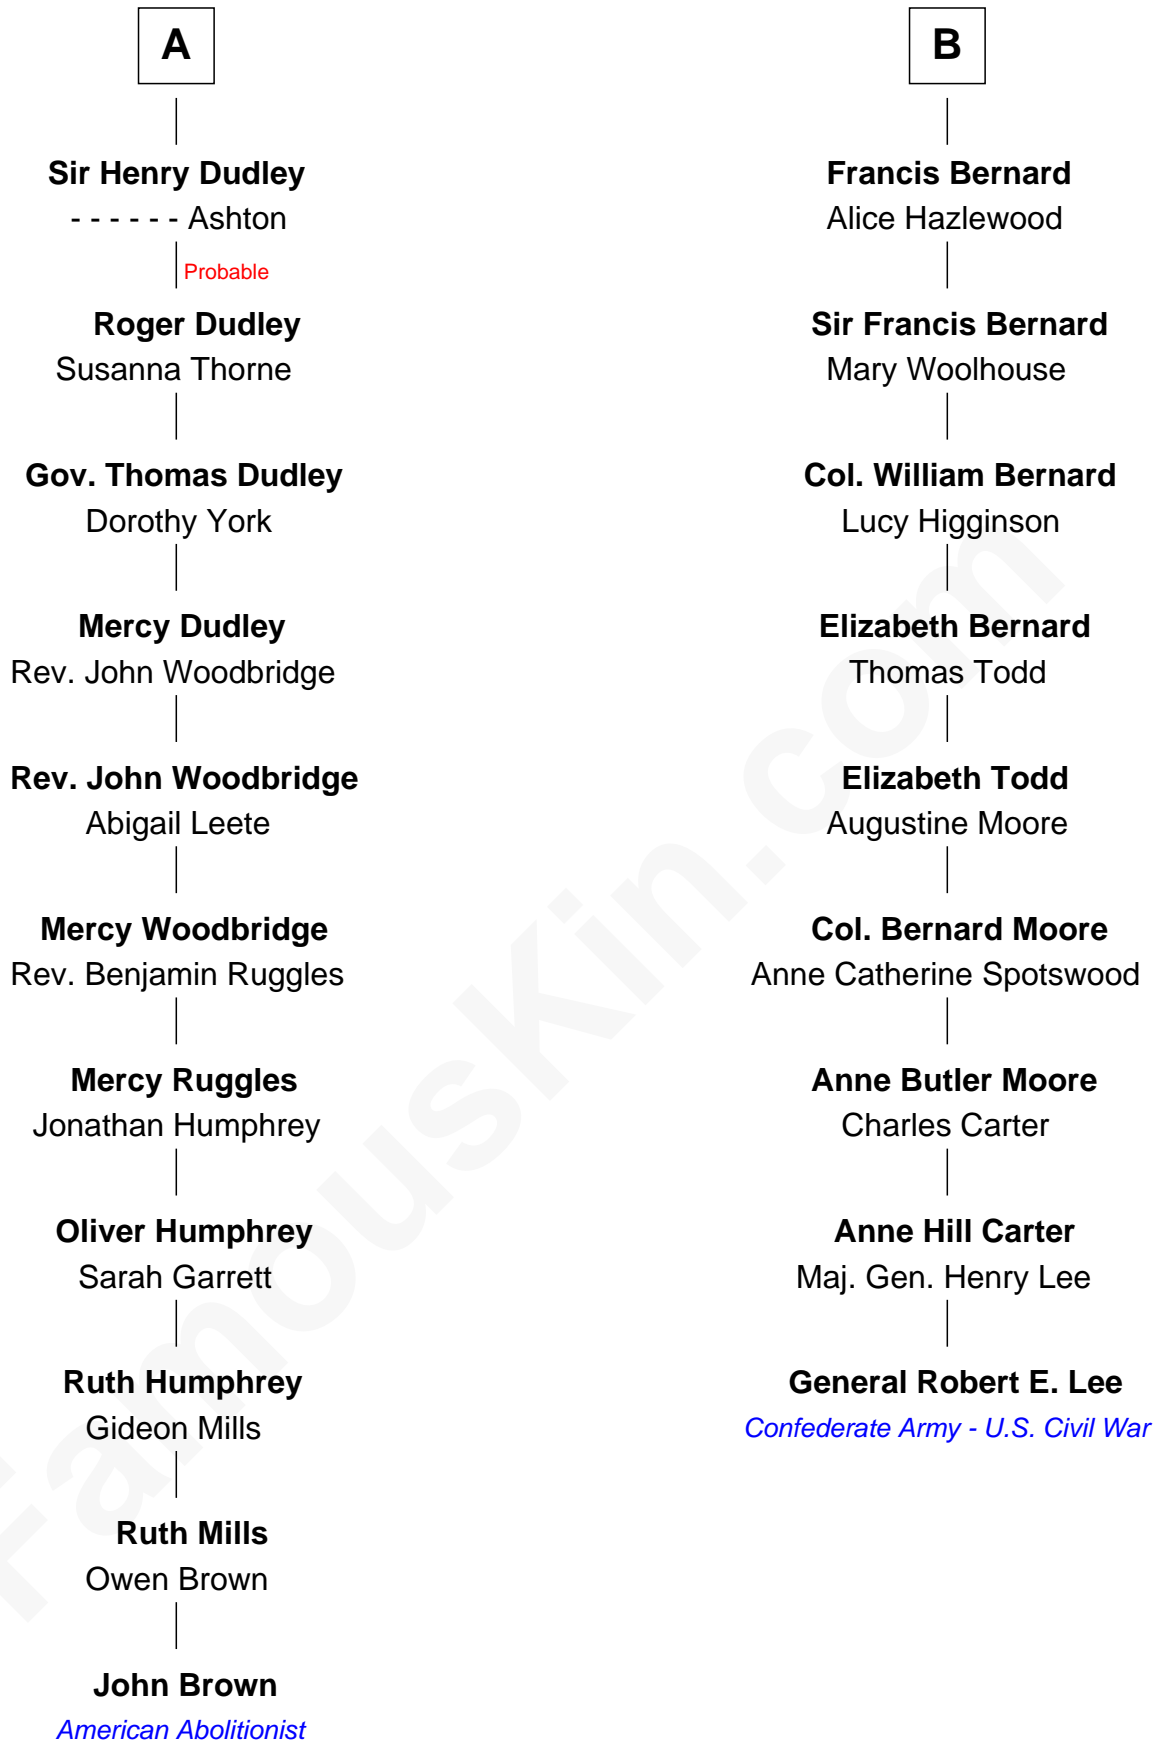 A
Sir Henry Dudley
- - - - - - Ashton
Probable
Roger Dudley
Susanna Thorne
Gov. Thomas Dudley
Dorothy York
Mercy Dudley
Rev. John Woodbridge
Rev. John Woodbridge
Abigail Leete
Mercy Woodbridge
Rev. Benjamin Ruggles
Mercy Ruggles
Jonathan Humphrey
Oliver Humphrey
Sarah Garrett
Ruth Humphrey
Gideon Mills
Ruth Mills
Owen Brown
John Brown
American Abolitionist
B
Francis Bernard
Alice Hazlewood
Sir Francis Bernard
Mary Woolhouse
Col. William Bernard
Lucy Higginson
Elizabeth Bernard
Thomas Todd
Elizabeth Todd
Augustine Moore
Col. Bernard Moore
Anne Catherine Spotswood
Anne Butler Moore
Charles Carter
Anne Hill Carter
Maj. Gen. Henry Lee
General Robert E. Lee
Confederate Army - U.S. Civil War
FamousKin.com